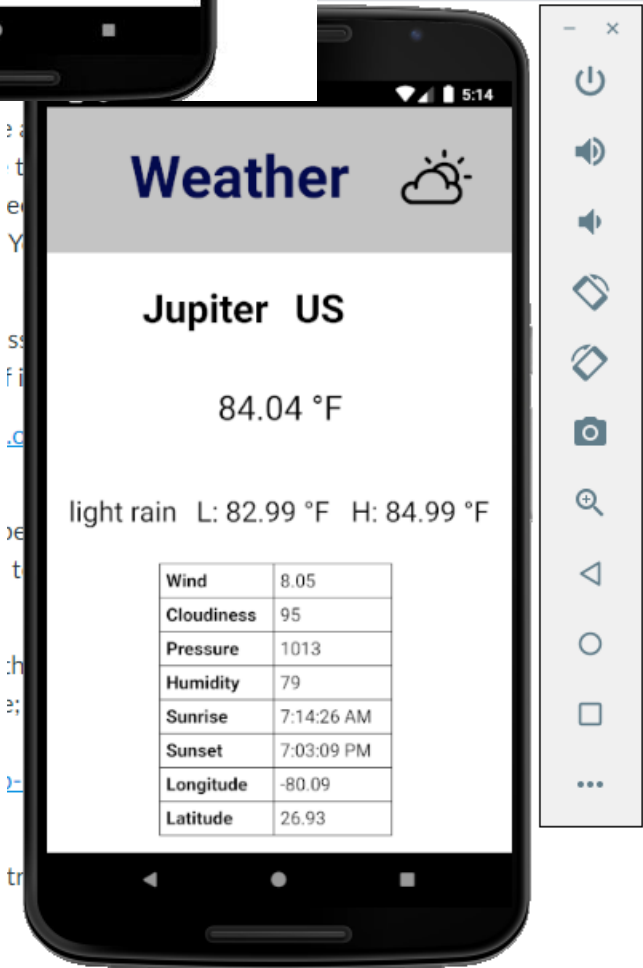 5:14
Weather
Jupiter US
84.04 °F
light rain L: 82.99 °F H: 84.99 °F
Wind 8.05
Cloudiness 95
Pressure 1013
Humidity 79
Sunrise 7:14:26 AM
Sunset 7:03:09 PM
Longitude -80.09
Latitude 26.93